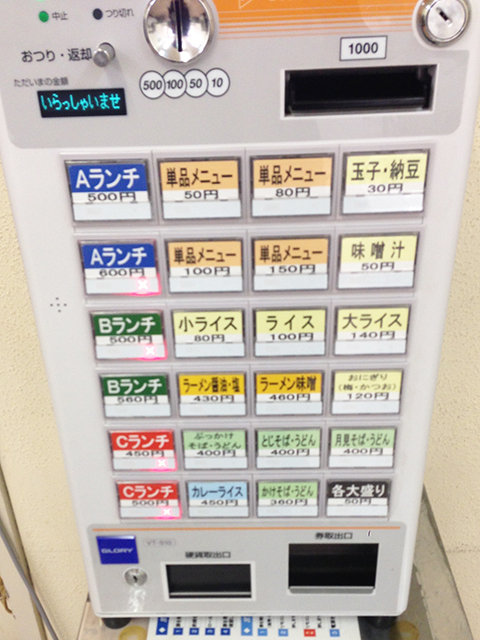 中止
つり切れ
おつり・返却
1000
ただいまの金額
いらっしゃいませ
500 100 50 10
Aランチ
500円
単品メニュー
50円
単品メニュー
80円
玉子・納豆
30円
Aランチ
600円
単品メニュー
100円
単品メニュー
150円
味噌汁
50円
Bランチ
500円
小ライス
80円
ライス
100円
大ライス
140円
Bランチ
560円
ラーメン醤油・塩
430円
ラーメン味噌
460円
おにぎり
(梅・かつお)
120円
Cランチ
450円
ぶっかけ
そば・うどん
400円
とじそば・うどん
400円
月見そば・うどん
400円
Cランチ
500円
カレーライス
450円
かけそば・うどん
360円
各大盛り
50円
GLORY
VT-B10
硬貨取出口
券取出口